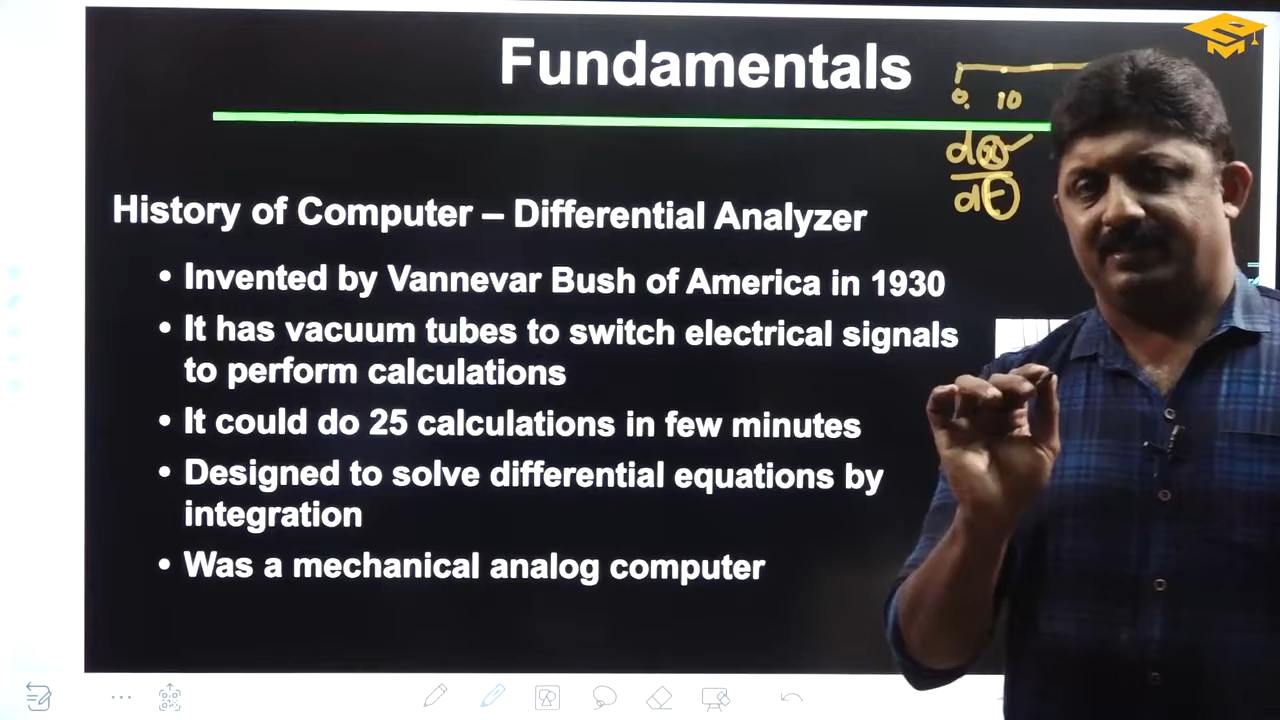 Fundamentals
0 10
dx
dt
History of Computer – Differential Analyzer
• Invented by Vannevar Bush of America in 1930
• It has vacuum tubes to switch electrical signals
to perform calculations
• It could do 25 calculations in few minutes
• Designed to solve differential equations by
integration
• Was a mechanical analog computer